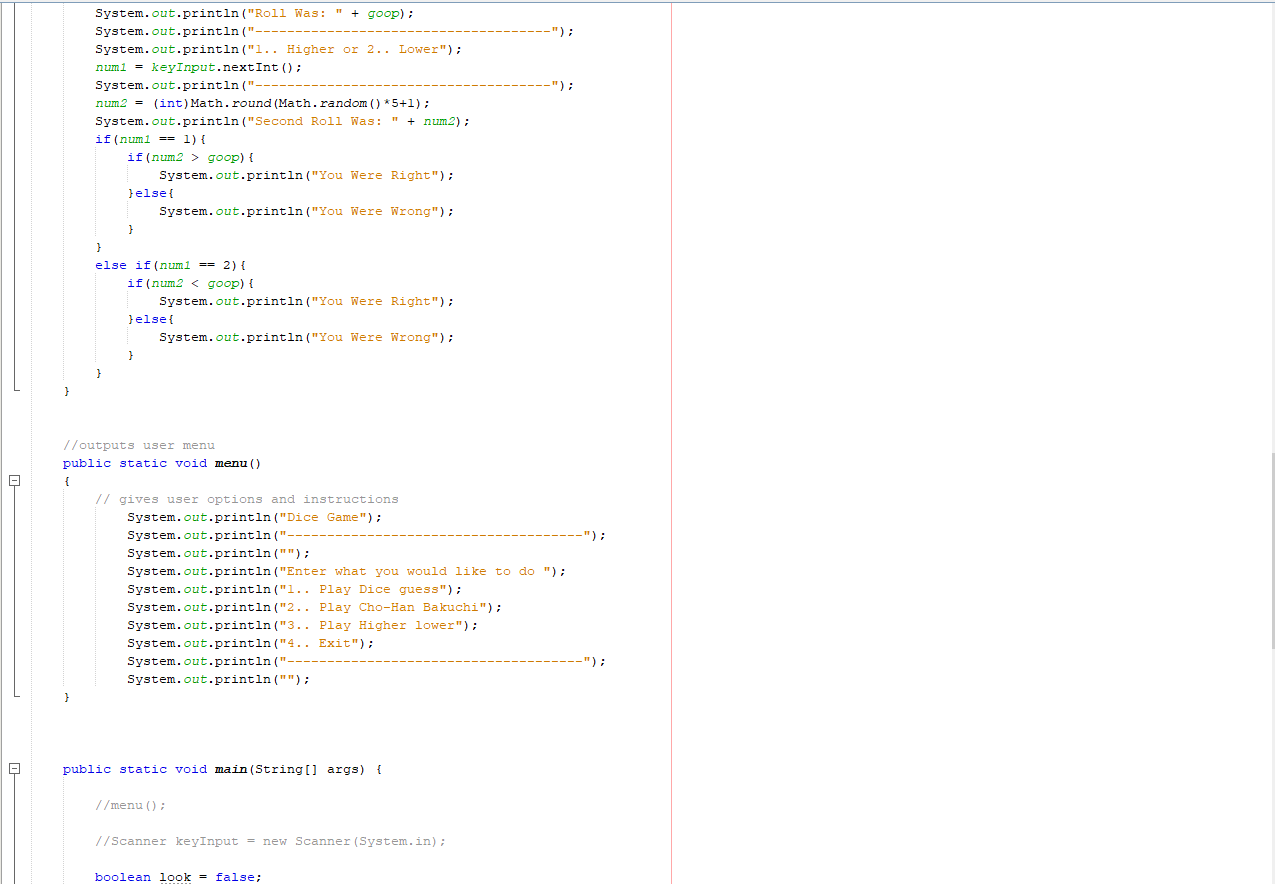 System.out.println("Roll Was: " + goop);
System.out.println("-------------------------------------");
System.out.println("1.. Higher or 2.. Lower");
num1 = keyInput.nextInt();
System.out.println("-------------------------------------");
num2 = (int)Math.round(Math.random()*5+1);
System.out.println("Second Roll Was: " + num2);
if(num1 == 1){
if(num2 > goop){
System.out.println("You Were Right");
}else{
System.out.println("You Were Wrong");
}
}
else if(num1 == 2){
if(num2 < goop){
System.out.println("You Were Right");
}else{
System.out.println("You Were Wrong");
}
}
}
//outputs user menu
public static void menu()
{
// gives user options and instructions
System.out.println("Dice Game");
System.out.println("-------------------------------------");
System.out.println("");
System.out.println("Enter what you would like to do ");
System.out.println("1.. Play Dice guess");
System.out.println("2.. Play Cho-Han Bakuchi");
System.out.println("3.. Play Higher lower");
System.out.println("4.. Exit");
System.out.println("-------------------------------------");
System.out.println("");
}
public static void main(String[] args) {
//menu();
//Scanner keyInput = new Scanner(System.in);
boolean look = false;